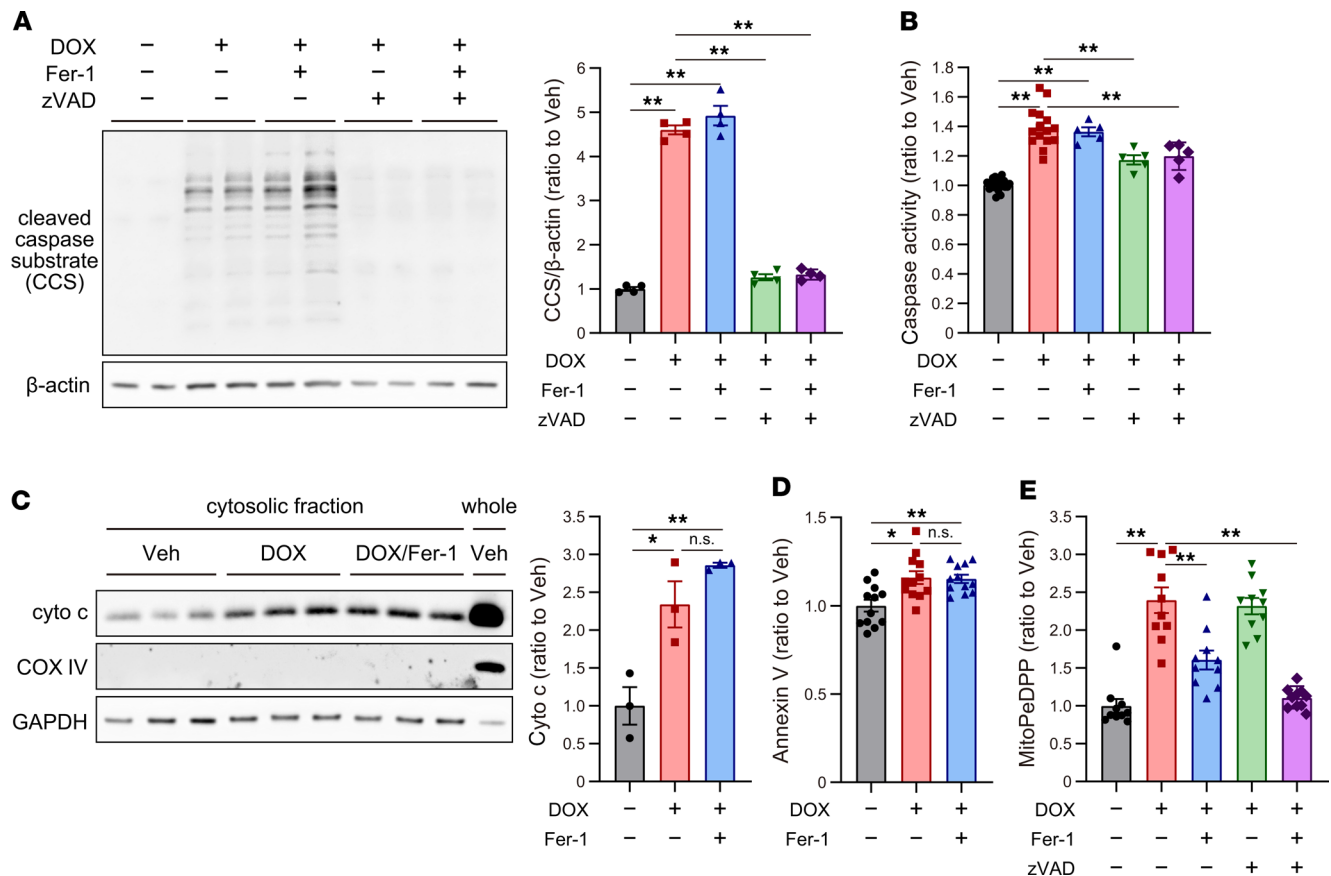 A
DOX − + + + +
Fer-1 − − + − +
zVAD − − − + +
cleaved
caspase
substrate
(CCS)
β-actin
CCS/β-actin (ratio to Veh)
6
5
4
3
2
1
0
** ** ** **
DOX − + + + +
Fer-1 − − + − +
zVAD − − − + +
B
Caspase activity (ratio to Veh)
1.8
1.6
1.4
1.2
1.0
0.8
0.6
0.4
0.2
0
** ** ** **
DOX − + + + +
Fer-1 − − + − +
zVAD − − − + +
C
cytosolic fraction whole
Veh DOX DOX/Fer-1 Veh
cyto c
COX IV
GAPDH
Cyto c (ratio to Veh)
3.5
3.0
2.5
2.0
1.5
1.0
0.5
0
**
* n.s.
DOX − + +
Fer-1 − − +
D
Annexin V (ratio to Veh)
1.5
1.0
0.5
0
**
* n.s.
DOX − + +
Fer-1 − − +
E
MitoPeDPP (ratio to Veh)
3.5
3.0
2.5
2.0
1.5
1.0
0.5
0
** **
**
DOX − + + + +
Fer-1 − − + − +
zVAD − − − + +